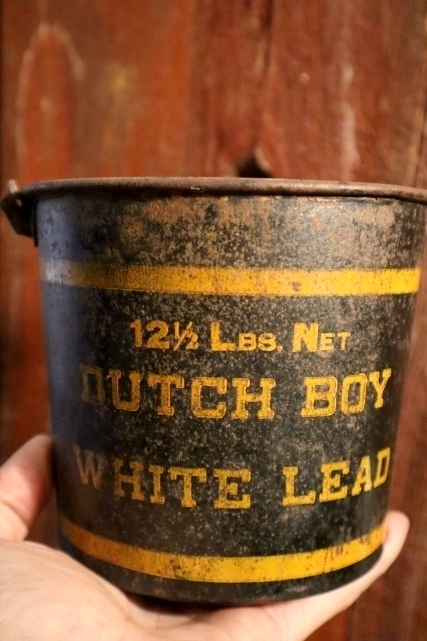 12½ LBS. NET
DUTCH BOY
WHITE LEAD